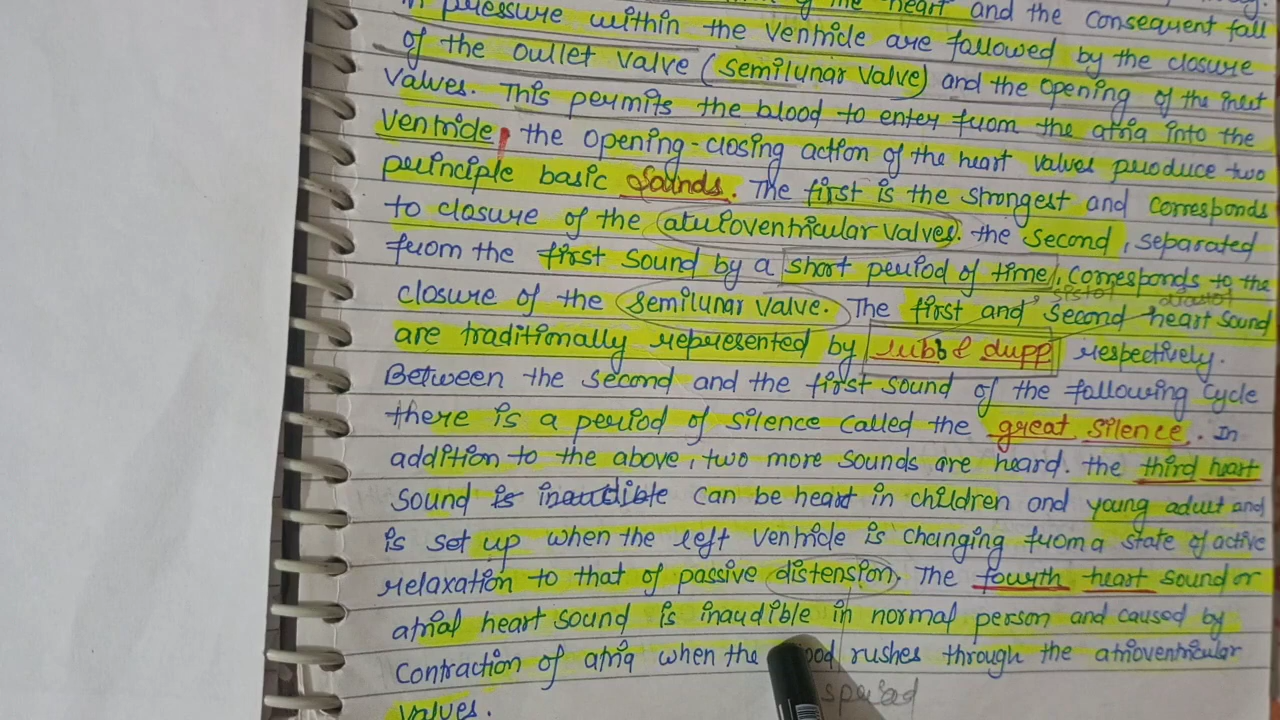 of the heart and the consequent fall
in pressure within the ventricle are followed by the closure
of the outlet valve (semilunar valve) and the opening of the inlet
valves. This permits the blood to enter from the atria into the
ventricle, the opening-closing action of the heart valves produce two
principle basic sounds. The first is the strongest and corresponds
to closure of the atrioventricular valves. the second, separated
from the first sound by a short period of time, corresponds to the
closure of the semilunar valve. The first and second heart sound
are traditionally represented by lubb & dupp respectively.
Between the second and the first sound of the following cycle
there is a period of silence called the great silence. In
addition to the above, two more sounds are heard. the third heart
sound is inaudible can be heard in children and young adult and
is set up when the left ventricle is changing from a state of active
relaxation to that of passive distension. The fourth heart sound or
atrial heart sound is inaudible in normal person and caused by
contraction of atria when the blood rushes through the atrioventricular
spread
valves.